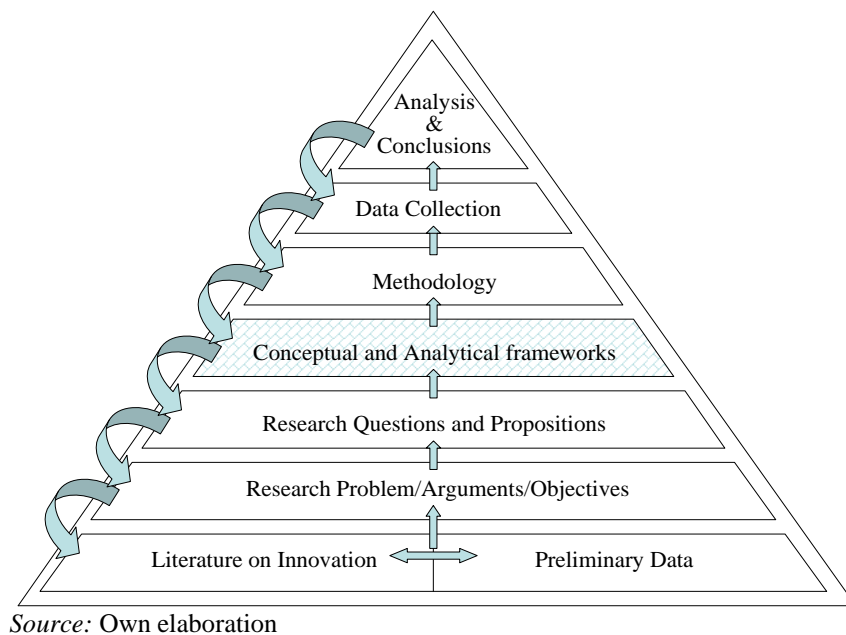 Analysis
&
Conclusions
Data Collection
Methodology
Conceptual and Analytical frameworks
Research Questions and Propositions
Research Problem/Arguments/Objectives
Literature on Innovation
Preliminary Data
Source: Own elaboration